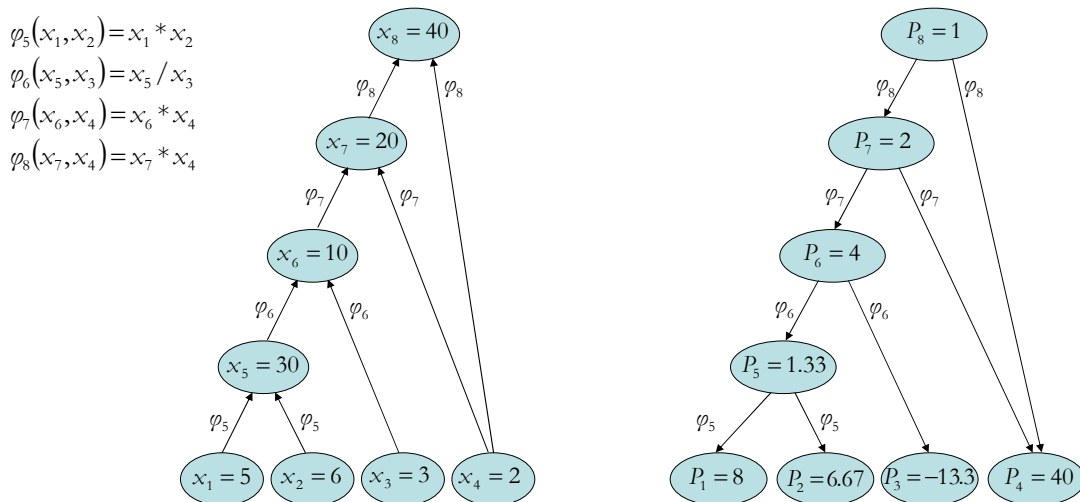 φ₅(x₁,x₂)=x₁*x₂
φ₆(x₅,x₃)=x₅/x₃
φ₇(x₆,x₄)=x₆*x₄
φ₈(x₇,x₄)=x₇*x₄
x₈=40
φ₈
φ₈
x₇=20
φ₇
φ₇
x₆=10
φ₆
φ₆
x₅=30
φ₅
φ₅
x₁=5
x₂=6
x₃=3
x₄=2
P₈=1
φ₈
φ₈
P₇=2
φ₇
φ₇
P₆=4
φ₆
φ₆
P₅=1.33
φ₅
φ₅
P₁=8
P₂=6.67
P₃=−13.3
P₄=40